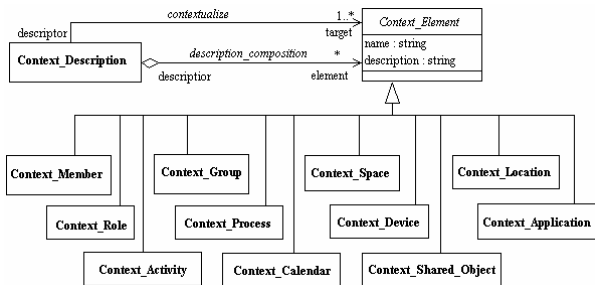 contextualize
1..*
Context_Element
descriptor
target
name : string
description : string
Context_Description
description_composition
*
descriptior
element
Context_Member
Context_Group
Context_Space
Context_Location
Context_Role
Context_Process
Context_Device
Context_Application
Context_Activity
Context_Calendar
Context_Shared_Object